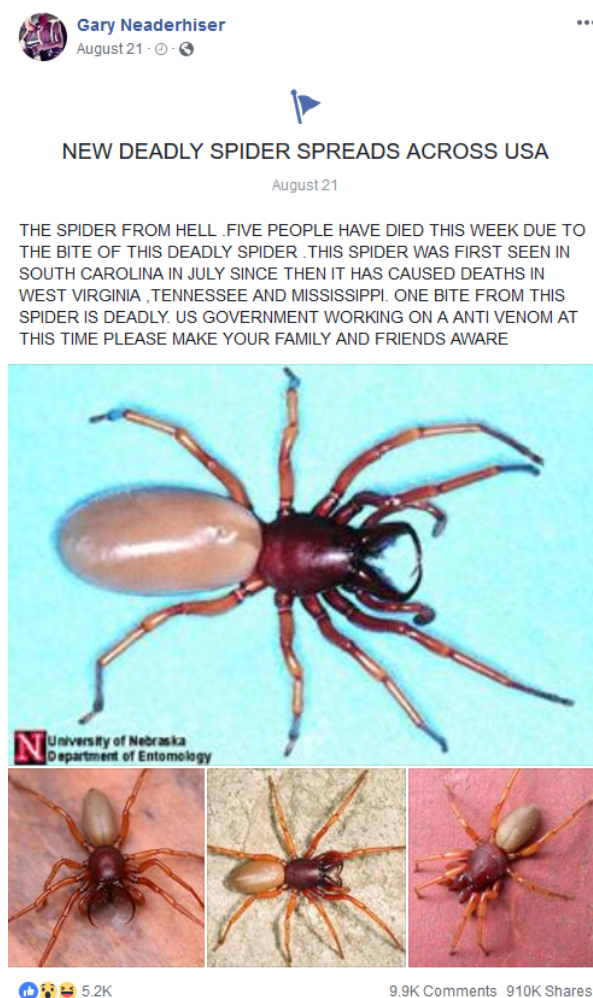 Gary Neaderhiser
August 21
NEW DEADLY SPIDER SPREADS ACROSS USA
August 21
THE SPIDER FROM HELL .FIVE PEOPLE HAVE DIED THIS WEEK DUE TO
THE BITE OF THIS DEADLY SPIDER .THIS SPIDER WAS FIRST SEEN IN
SOUTH CAROLINA IN JULY SINCE THEN IT HAS CAUSED DEATHS IN
WEST VIRGINIA ,TENNESSEE AND MISSISSIPPI. ONE BITE FROM THIS
SPIDER IS DEADLY. US GOVERNMENT WORKING ON A ANTI VENOM AT
THIS TIME PLEASE MAKE YOUR FAMILY AND FRIENDS AWARE
N University of Nebraska
Department of Entomology
5.2K 9.9K Comments 910K Shares